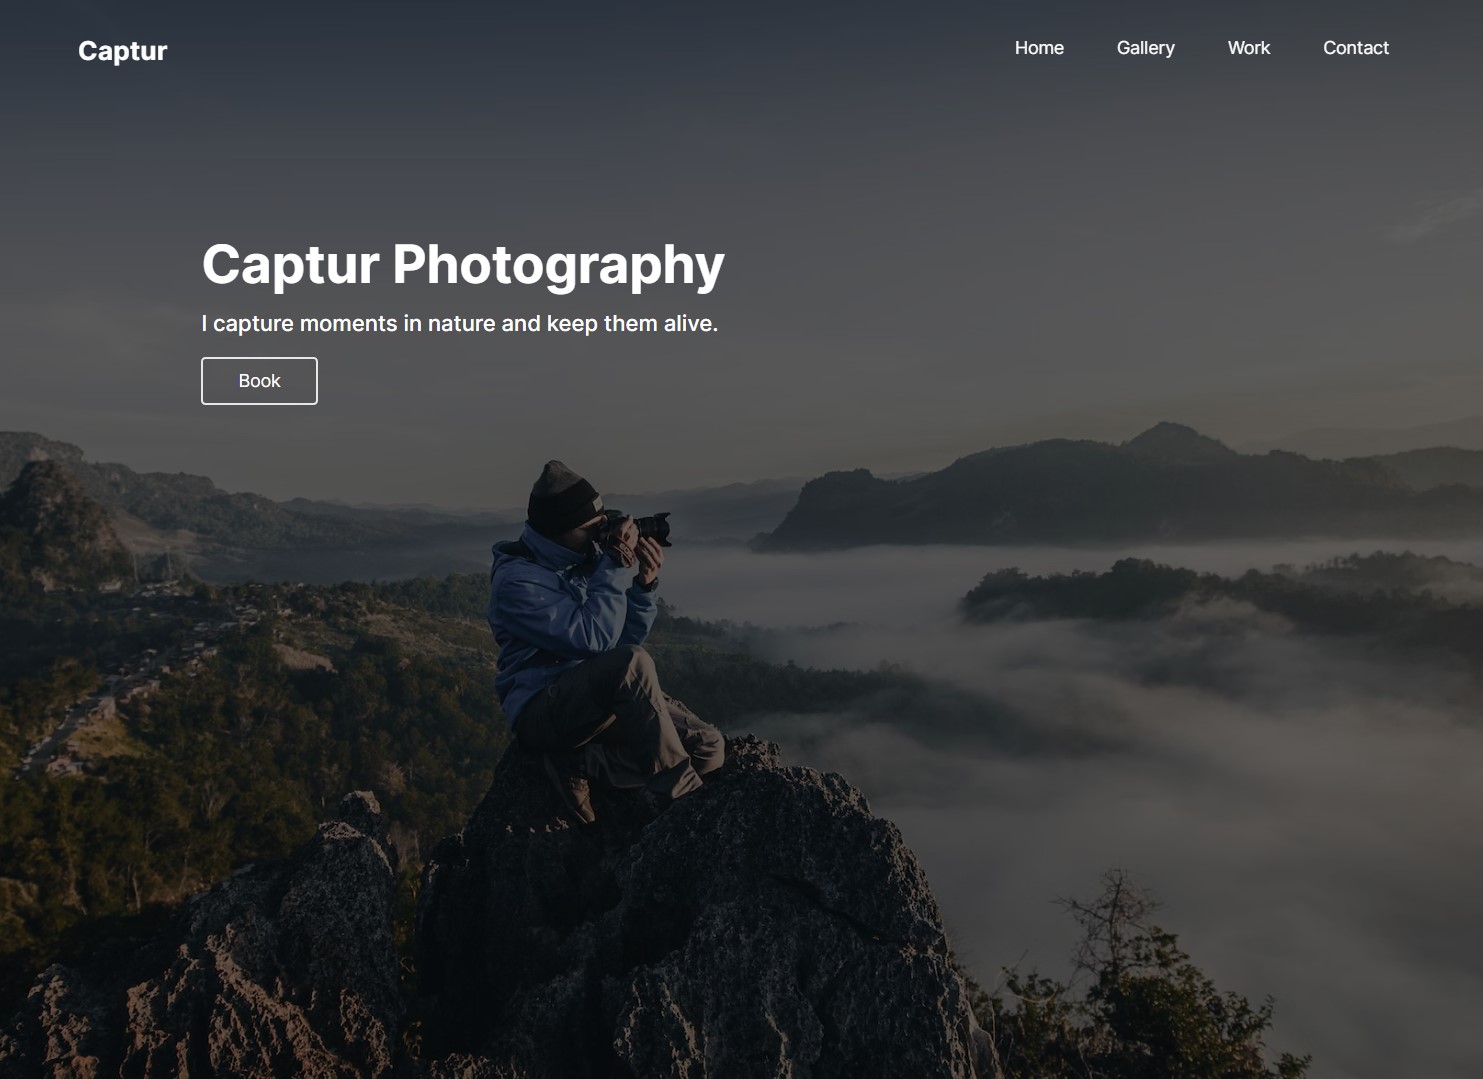 Captur
Home Gallery Work Contact
Captur Photography
I capture moments in nature and keep them alive.
Book